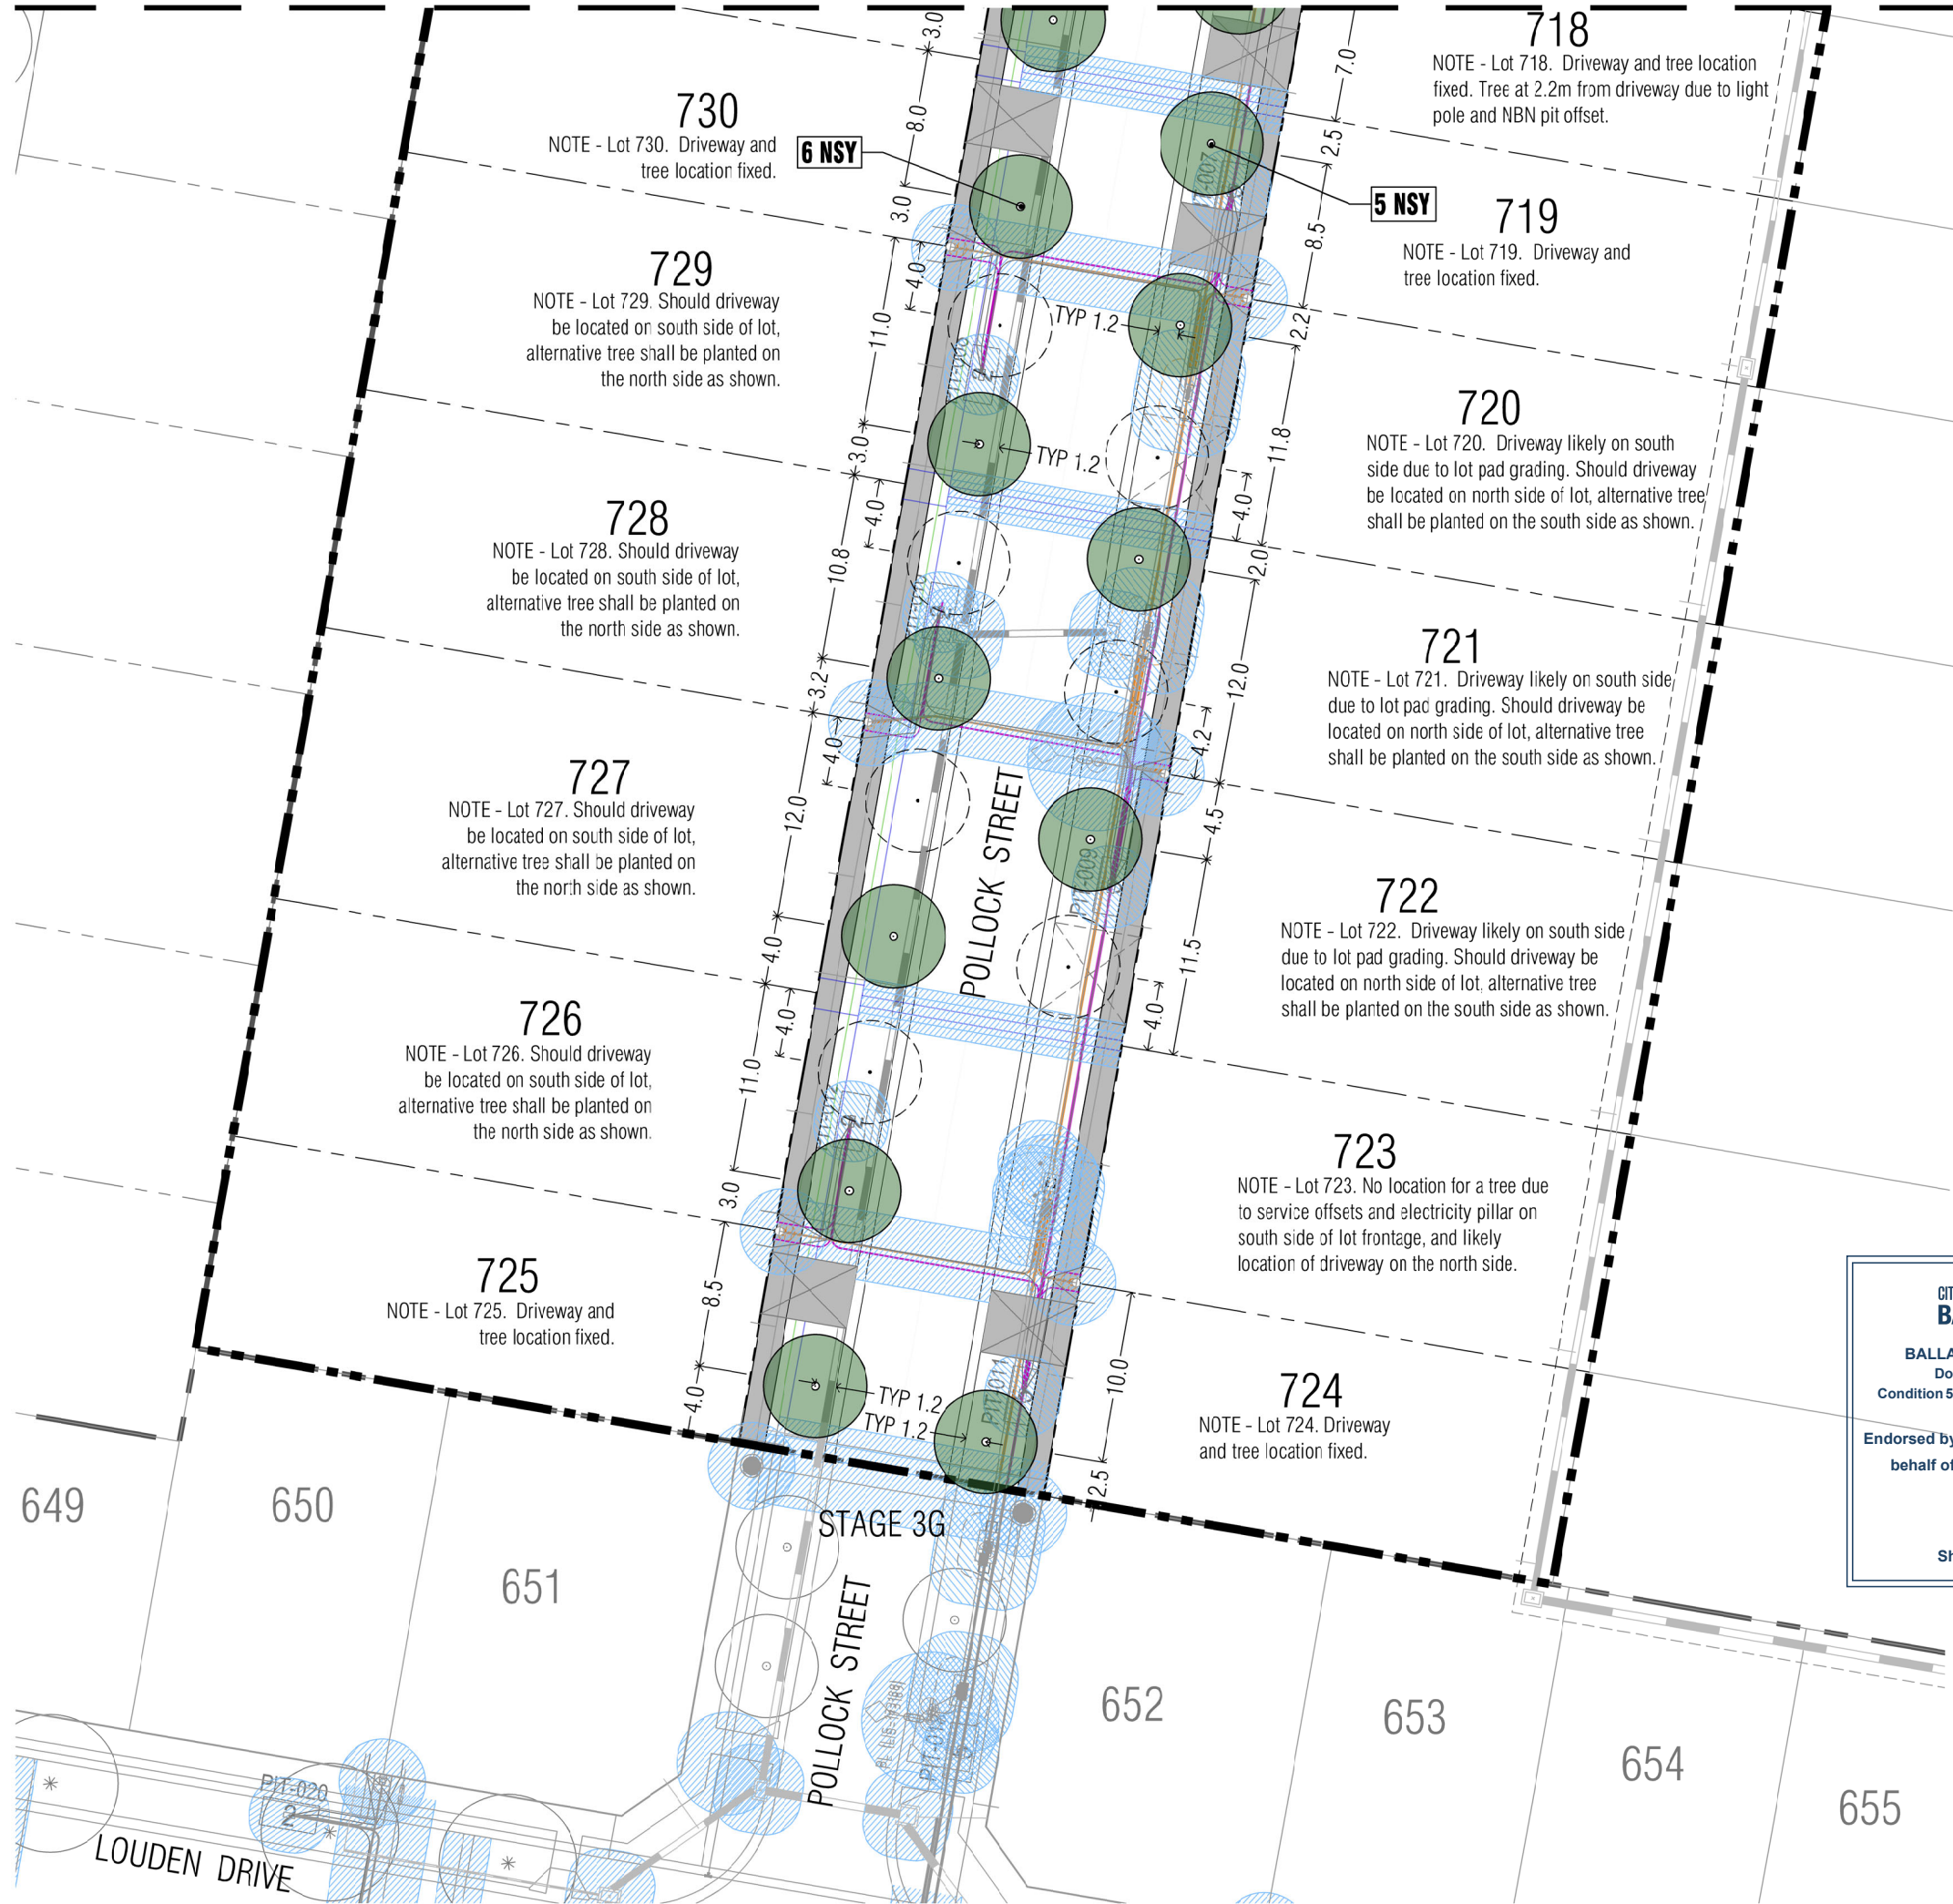 718
NOTE - Lot 718. Driveway and tree location
fixed. Tree at 2.2m from driveway due to light
pole and NBN pit offset.
730
NOTE - Lot 730. Driveway and
tree location fixed.
6 NSY
5 NSY
719
NOTE - Lot 719. Driveway and
tree location fixed.
729
NOTE - Lot 729. Should driveway
be located on south side of lot,
alternative tree shall be planted on
the north side as shown.
720
NOTE - Lot 720. Driveway likely on south
side due to lot pad grading. Should driveway
be located on north side of lot, alternative tree
shall be planted on the south side as shown.
728
NOTE - Lot 728. Should driveway
be located on south side of lot,
alternative tree shall be planted on
the north side as shown.
721
NOTE - Lot 721. Driveway likely on south side
due to lot pad grading. Should driveway be
located on north side of lot, alternative tree
shall be planted on the south side as shown.
727
NOTE - Lot 727. Should driveway
be located on south side of lot,
alternative tree shall be planted on
the north side as shown.
722
NOTE - Lot 722. Driveway likely on south side
due to lot pad grading. Should driveway be
located on north side of lot, alternative tree
shall be planted on the south side as shown.
726
NOTE - Lot 726. Should driveway
be located on south side of lot,
alternative tree shall be planted on
the north side as shown.
723
NOTE - Lot 723. No location for a tree due
to service offsets and electricity pillar on
south side of lot frontage, and likely
location of driveway on the north side.
725
NOTE - Lot 725. Driveway and
tree location fixed.
724
NOTE - Lot 724. Driveway
and tree location fixed.
3.0
8.0
3.0
4.0
11.0
3.0
4.0
10.8
3.2
4.0
12.0
4.0
4.0
11.0
3.0
8.5
4.0
7.0
2.5
8.5
2.2
11.8
4.0
2.0
12.0
4.2
4.5
11.5
4.0
10.0
2.5
TYP 1.2
TYP 1.2
TYP 1.2
TYP 1.2
PIT-009
PIT-011
POLLOCK STREET
STAGE 3G
POLLOCK STREET
649
650
651
652
653
654
655
PIT-020
2
LOUDEN DRIVE
CIT
BA
BALLA
Do
Condition 5
Endorsed by
behalf of
Sh